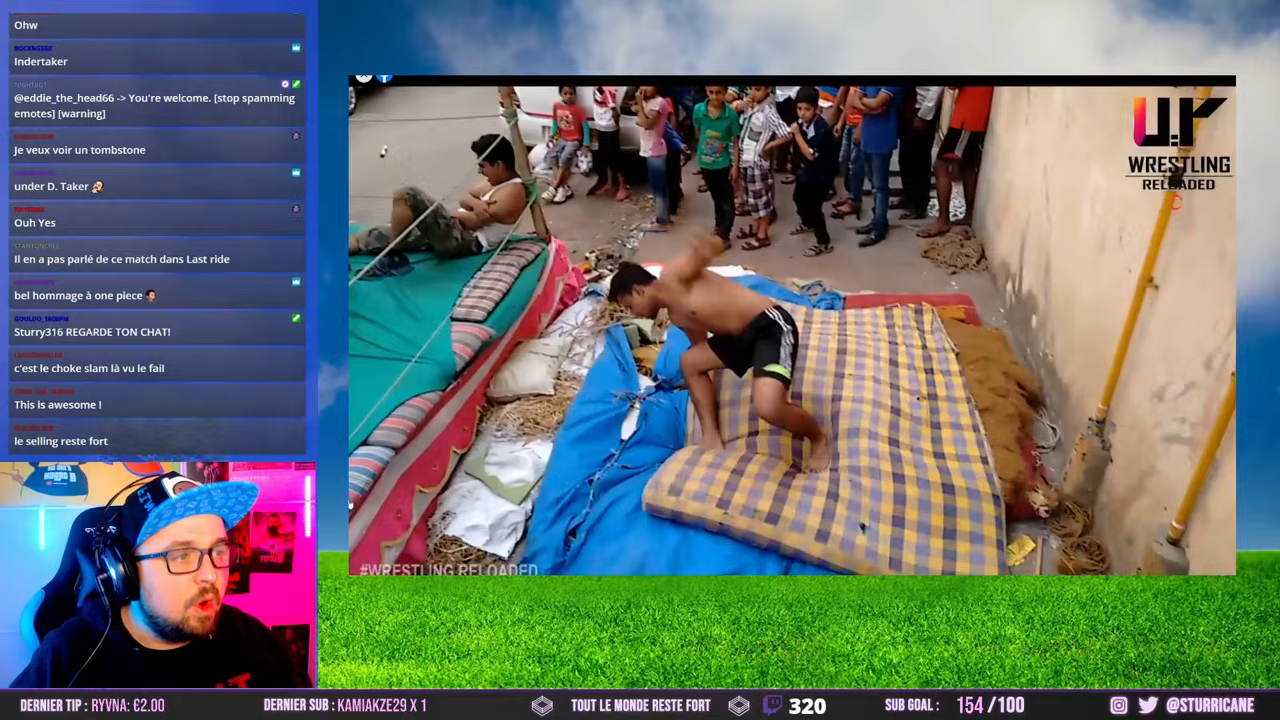 Ohw
ROCKNGEEK
Indertaker
NIGHTBOT
@eddie_the_head66 -> You're welcome. [stop spamming
emotes] [warning]
Je veux voir un tombstone
under D. Taker
Ouh Yes
Il en a pas parlé de ce match dans Last ride
bel hommage à one piece
GOULDO_160BPM
Sturry316 REGARDE TON CHAT!
c'est le choke slam là vu le fail
This is awesome !
le selling reste fort
WRESTLING
RELOADED
#WRESTLING RELOADED
DERNIER TIP : RYVNA: €2.00
DERNIER SUB : KAMIAKZE29 X 1
TOUT LE MONDE RESTE FORT
320
SUB GOAL : 154 /100
@STURRICANE